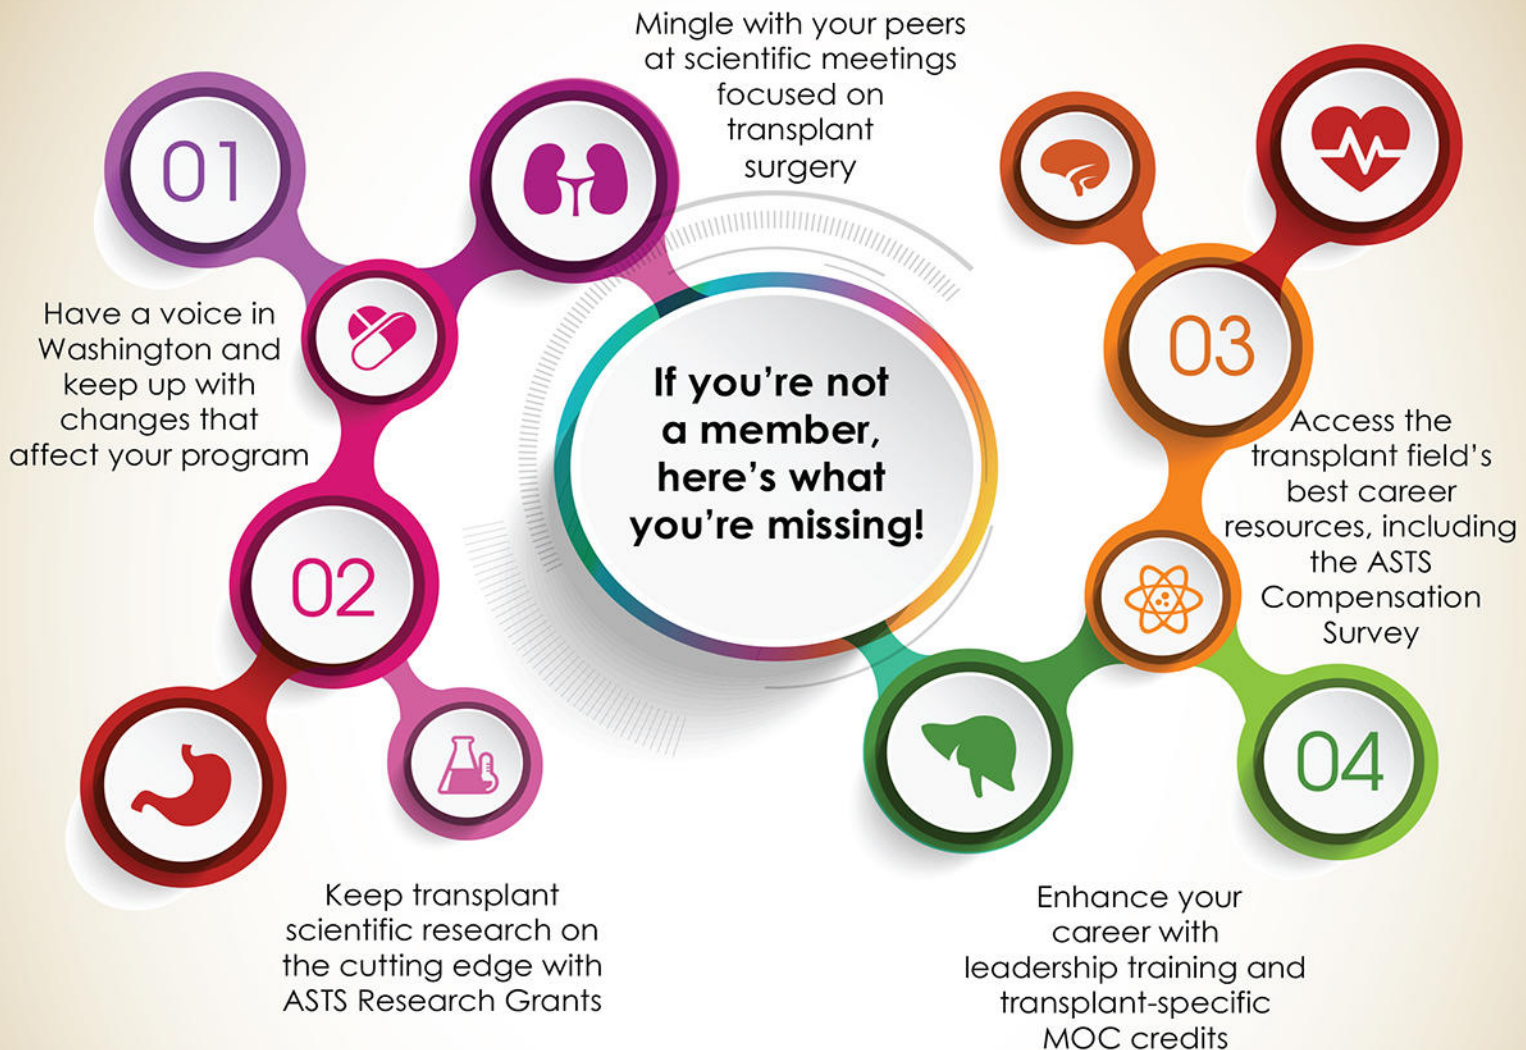 Mingle with your peers
at scientific meetings
focused on
transplant
surgery
01
Have a voice in
Washington and
keep up with
changes that
affect your program
02
Keep transplant
scientific research on
the cutting edge with
ASTS Research Grants
If you're not
a member,
here's what
you're missing!
03
Access the
transplant field's
best career
resources, including
the ASTS
Compensation
Survey
04
Enhance your
career with
leadership training and
transplant-specific
MOC credits